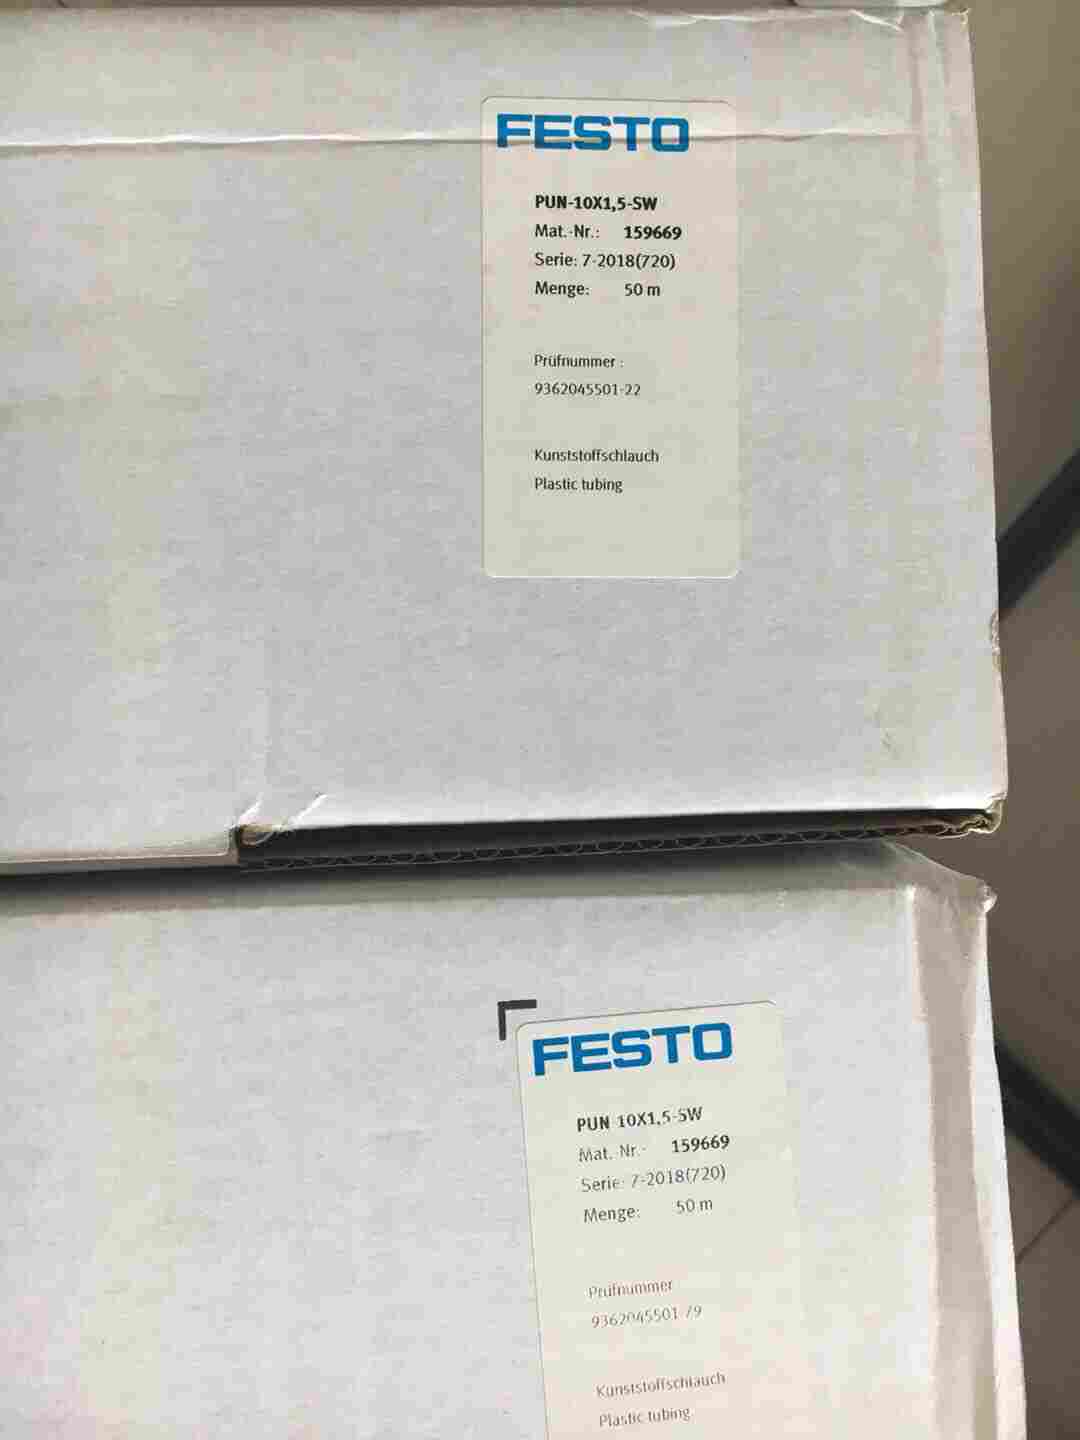 FESTO
PUN-10X1,5-SW
Mat.-Nr.: 159669
Serie: 7-2018(720)
Menge: 50 m
Prüfnummer :
9362045501-22
Kunststoffschlauch
Plastic tubing
FESTO
PUN 10X1,5-SW
Mat. Nr.- 159669
Serie: 7-2018(720)
Menge: 50 m
Prüfnummer
9362045501 79
Kunststoffschlauch
Plastic tubing